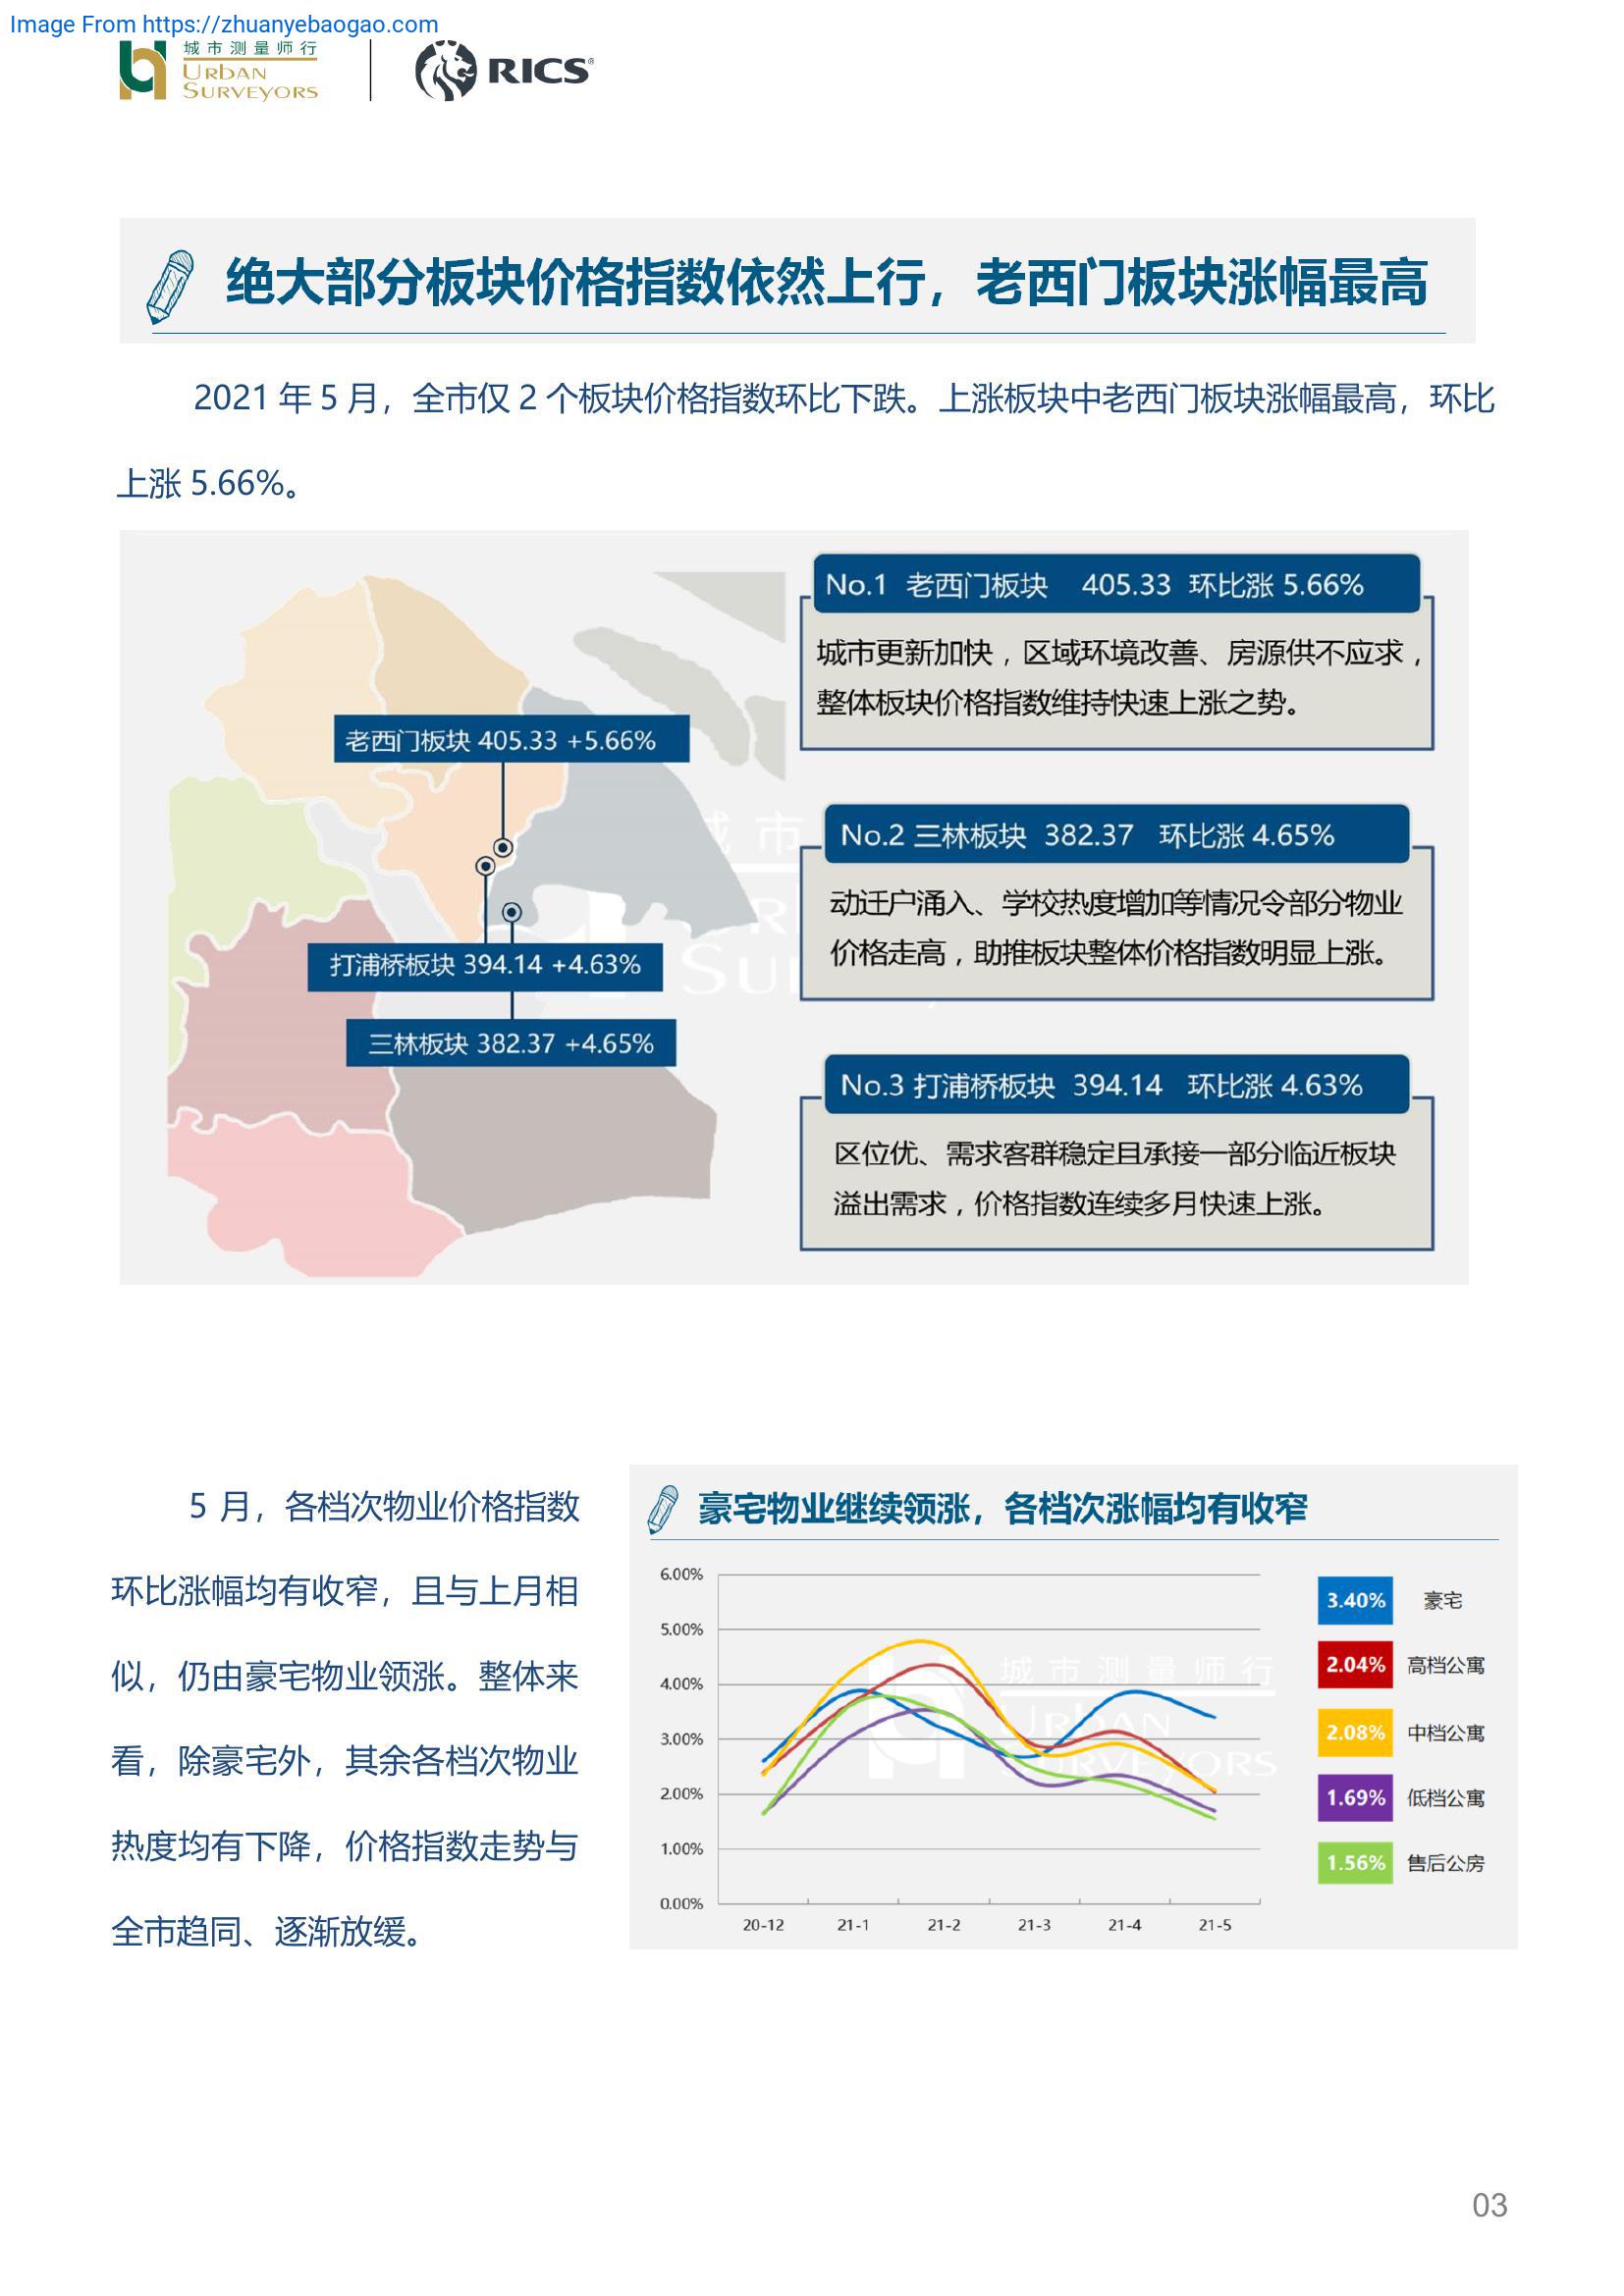 Image From https://zhuanyebaogao.com
城市测量师行
URBAN
SURVEYORS
RICS®
绝大部分板块价格指数依然上行，老西门板块涨幅最高
2021 年 5 月，全市仅 2 个板块价格指数环比下跌。上涨板块中老西门板块涨幅最高，环比
上涨 5.66%。
老西门板块 405.33 +5.66%
打浦桥板块 394.14 +4.63%
三林板块 382.37 +4.65%
No.1 老西门板块 405.33 环比涨 5.66%
城市更新加快，区域环境改善、房源供不应求，
整体板块价格指数维持快速上涨之势。
No.2 三林板块 382.37 环比涨 4.65%
动迁户涌入、学校热度增加等情况令部分物业
价格走高，助推板块整体价格指数明显上涨。
No.3 打浦桥板块 394.14 环比涨 4.63%
区位优、需求客群稳定且承接一部分临近板块
溢出需求，价格指数连续多月快速上涨。
5 月，各档次物业价格指数
环比涨幅均有收窄，且与上月相
似，仍由豪宅物业领涨。整体来
看，除豪宅外，其余各档次物业
热度均有下降，价格指数走势与
全市趋同、逐渐放缓。
豪宅物业继续领涨，各档次涨幅均有收窄
6.00%
5.00%
4.00%
3.00%
2.00%
1.00%
0.00%
20-12 21-1 21-2 21-3 21-4 21-5
城市测量师行
URBAN
SURVEYORS
3.40% 豪宅
2.04% 高档公寓
2.08% 中档公寓
1.69% 低档公寓
1.56% 售后公房
03